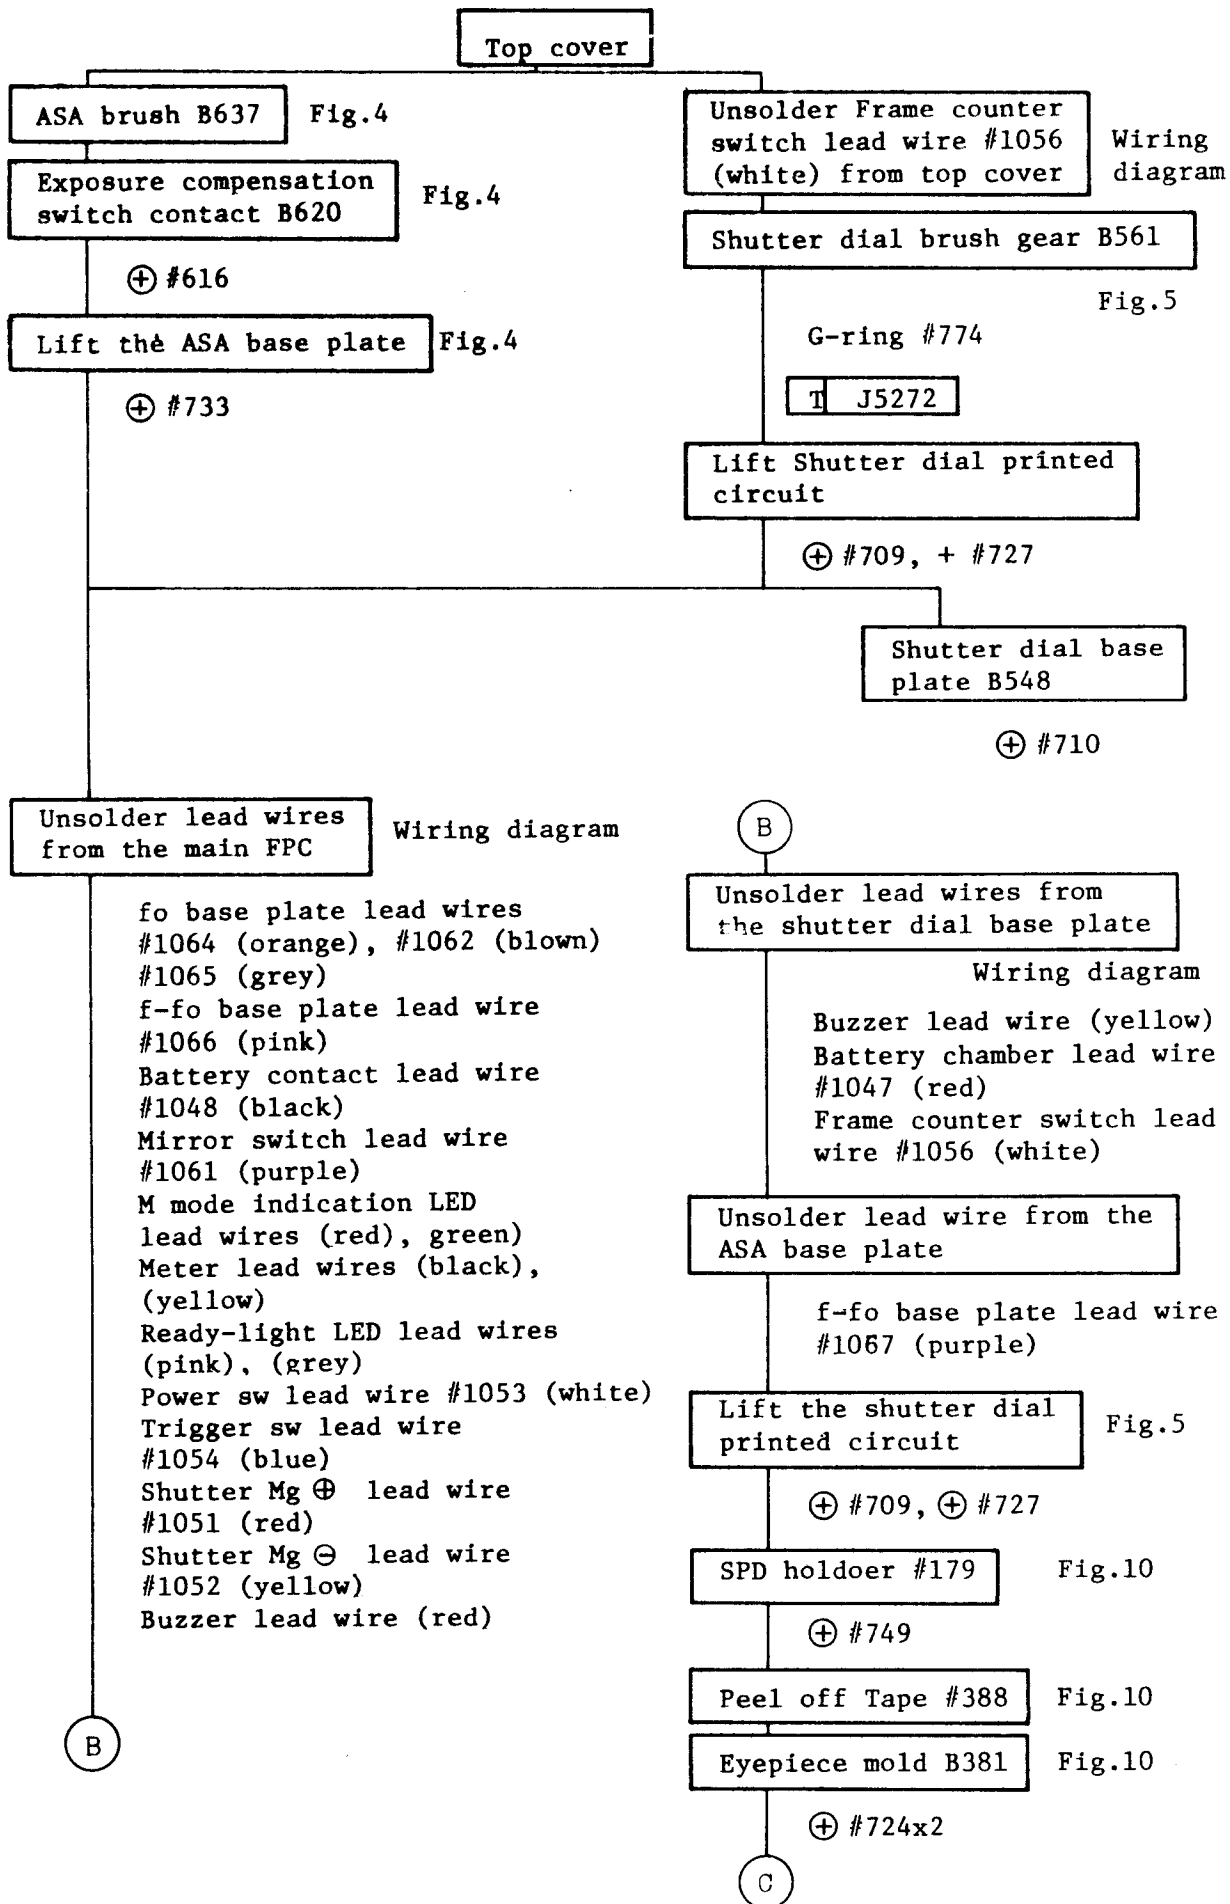 Top cover
ASA brush B637
Fig.4
Exposure compensation
switch contact B620
Fig.4
⊕ #616
Lift the ASA base plate
Fig.4
⊕ #733
Unsolder Frame counter
switch lead wire #1056
(white) from top cover
Wiring
diagram
Shutter dial brush gear B561
Fig.5
G-ring #774
T J5272
Lift Shutter dial printed
circuit
⊕ #709, + #727
Shutter dial base
plate B548
⊕ #710
Unsolder lead wires
from the main FPC
Wiring diagram
fo base plate lead wires
#1064 (orange), #1062 (blown)
#1065 (grey)
f-fo base plate lead wire
#1066 (pink)
Battery contact lead wire
#1048 (black)
Mirror switch lead wire
#1061 (purple)
M mode indication LED
lead wires (red), green)
Meter lead wires (black),
(yellow)
Ready-light LED lead wires
(pink), (grey)
Power sw lead wire #1053 (white)
Trigger sw lead wire
#1054 (blue)
Shutter Mg ⊕ lead wire
#1051 (red)
Shutter Mg ⊖ lead wire
#1052 (yellow)
Buzzer lead wire (red)
B
B
Unsolder lead wires from
the shutter dial base plate
Wiring diagram
Buzzer lead wire (yellow)
Battery chamber lead wire
#1047 (red)
Frame counter switch lead
wire #1056 (white)
Unsolder lead wire from the
ASA base plate
f-fo base plate lead wire
#1067 (purple)
Lift the shutter dial
printed circuit
Fig.5
⊕ #709, ⊕ #727
SPD holdoer #179
Fig.10
⊕ #749
Peel off Tape #388
Fig.10
Eyepiece mold B381
Fig.10
⊕ #724x2
C